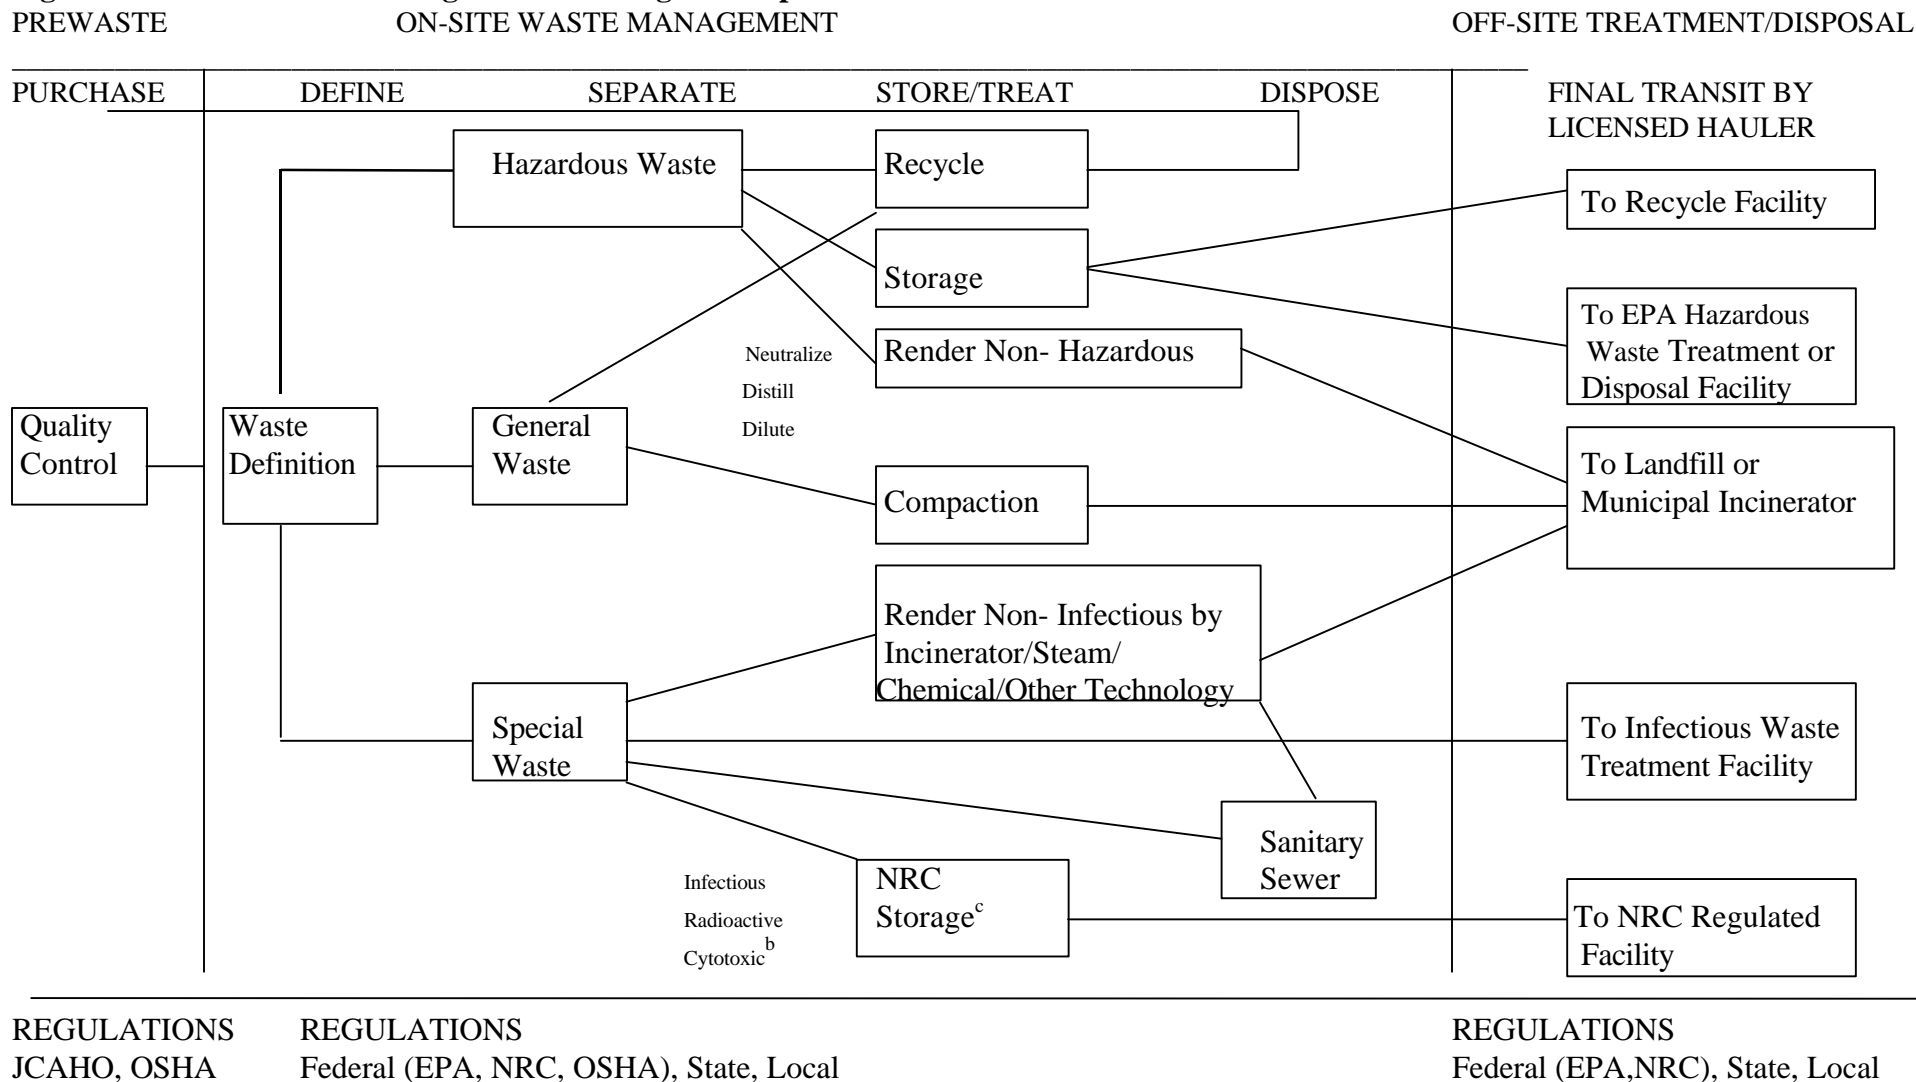 PREWASTE ON-SITE WASTE MANAGEMENT OFF-SITE TREATMENT/DISPOSAL
PURCHASE DEFINE SEPARATE STORE/TREAT DISPOSE FINAL TRANSIT BY
LICENSED HAULER
Hazardous Waste
Recycle
To Recycle Facility
Storage
To EPA Hazardous
Waste Treatment or
Disposal Facility
Neutralize
Distill
Dilute
Render Non- Hazardous
Quality
Control
Waste
Definition
General
Waste
Compaction
To Landfill or
Municipal Incinerator
Render Non- Infectious by
Incinerator/Steam/
Chemical/Other Technology
Special
Waste
To Infectious Waste
Treatment Facility
Sanitary
Sewer
Infectious
Radioactive
Cytotoxic b
NRC
Storage c
To NRC Regulated
Facility
REGULATIONS REGULATIONS REGULATIONS
JCAHO, OSHA Federal (EPA, NRC, OSHA), State, Local Federal (EPA,NRC), State, Local